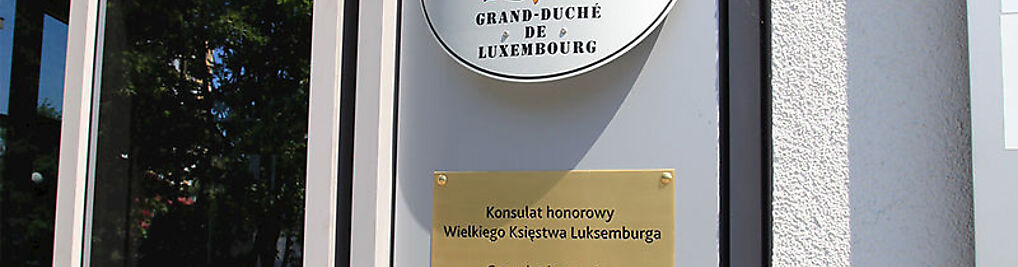 GRAND-DUCHÉ
DE
LUXEMBOURG
Konsulat honorowy
Wielkiego Księstwa Luksemburga